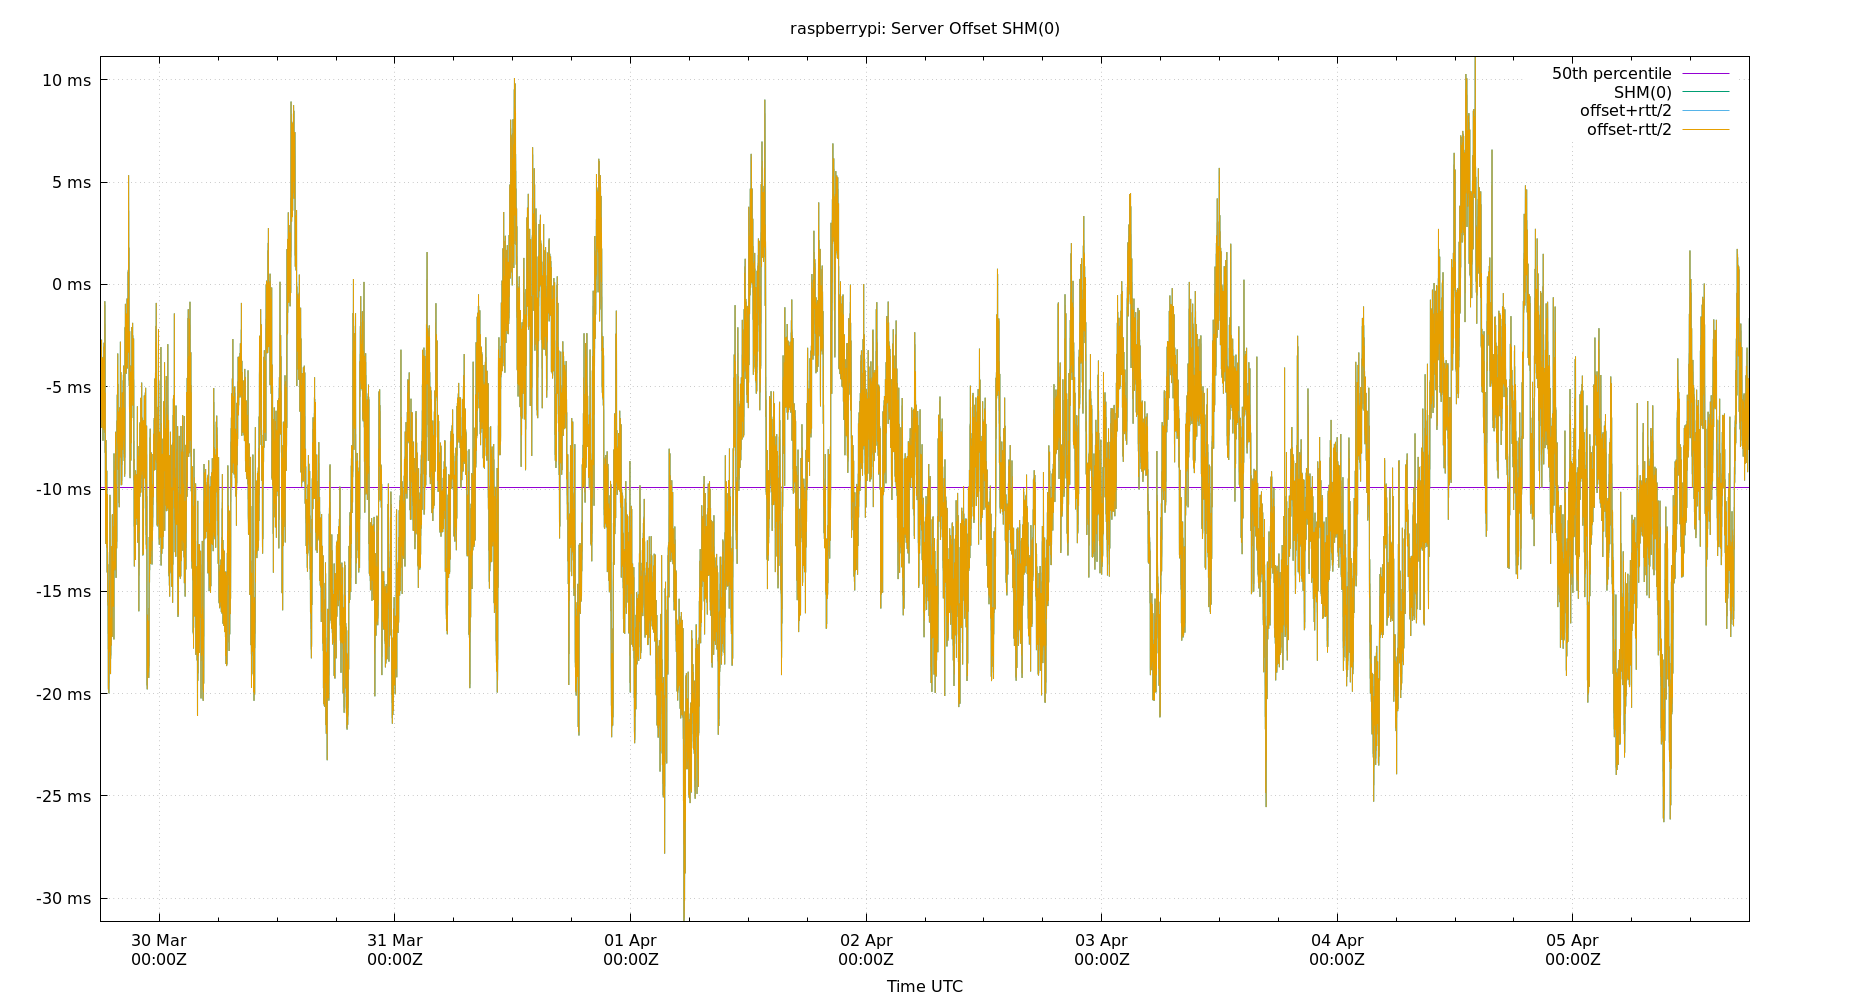 raspberrypi: Server Offset SHM(0)
50th percentile
SHM(0)
offset+rtt/2
offset-rtt/2
10 ms
5 ms
0 ms
-5 ms
-10 ms
-15 ms
-20 ms
-25 ms
-30 ms
30 Mar 31 Mar 01 Apr 02 Apr 03 Apr 04 Apr 05 Apr
00:00Z 00:00Z 00:00Z 00:00Z 00:00Z 00:00Z 00:00Z
Time UTC